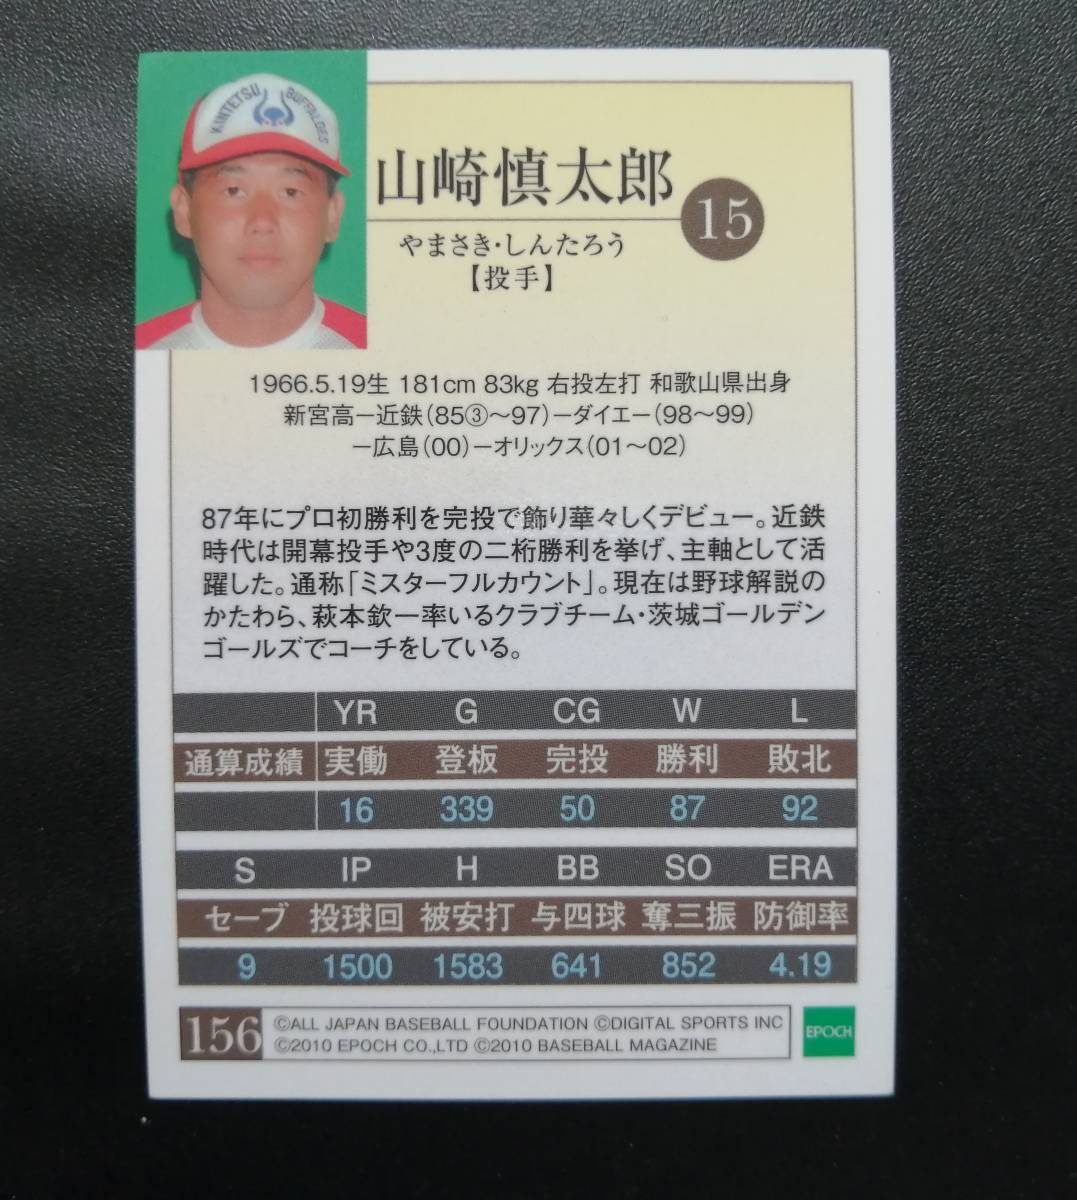 KINTETSU BUFFALOES
山崎慎太郎
15
やまさき・しんたろう
【投手】
1966.5.19生 181cm 83kg 右投左打 和歌山県出身
新宮高ー近鉄(85③〜97)ーダイエー(98〜99)
ー広島(00)ーオリックス(01〜02)
87年にプロ初勝利を完投で飾り華々しくデビュー。近鉄
時代は開幕投手や3度の二桁勝利を挙げ、主軸として活
躍した。通称「ミスターフルカウント」。現在は野球解説の
かたわら、萩本欽一率いるクラブチーム・茨城ゴールデン
ゴールズでコーチをしている。
YR G CG W L
通算成績 実働 登板 完投 勝利 敗北
16 339 50 87 92
S IP H BB SO ERA
セーブ 投球回 被安打 与四球 奪三振 防御率
9 1500 1583 641 852 4.19
156
©ALL JAPAN BASEBALL FOUNDATION ©DIGITAL SPORTS INC
©2010 EPOCH CO.,LTD ©2010 BASEBALL MAGAZINE
EPOCH